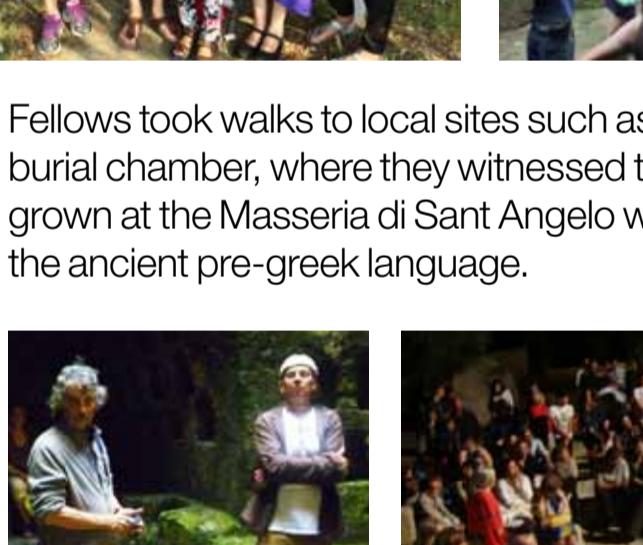 Fellows took walks to local sites such as
burial chamber, where they witnessed
grown at the Masseria di Sant Angelo
the ancient pre-greek language.